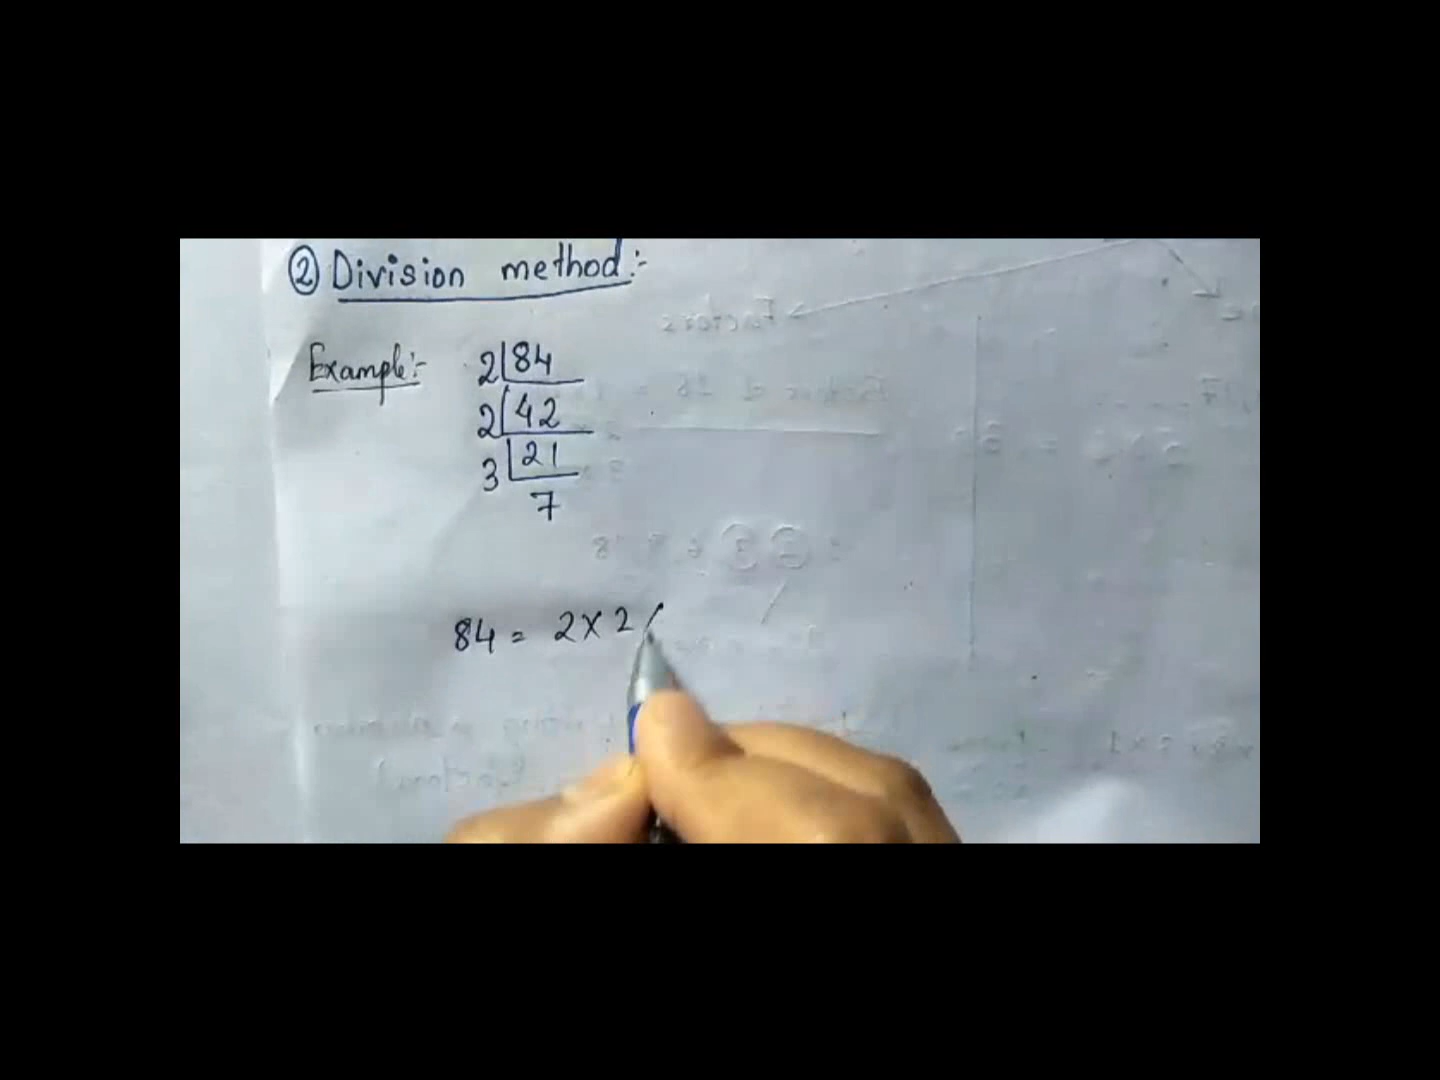 ② Division method:-
Example:- 2 84
2 42
3 21
7
84 = 2 X 2